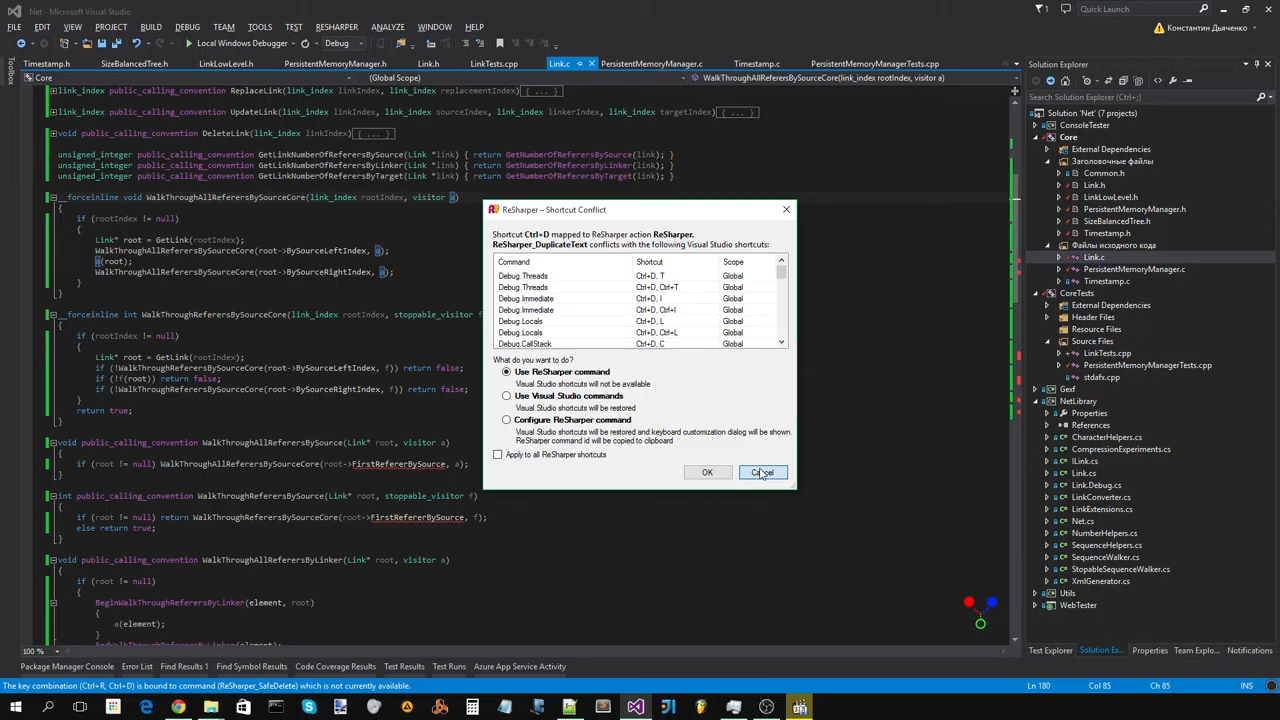 Net - Microsoft Visual Studio
1
Quick Launch (Ctrl+Q)
FILE EDIT VIEW PROJECT BUILD DEBUG TEAM TOOLS TEST RESHARPER ANALYZE WINDOW HELP
Константин Дьяченко
Local Windows Debugger Debug
Toolbox
Timestamp.h SizeBalancedTree.h LinkLowLevel.h PersistentMemoryManager.h Link.h LinkTests.cpp Link.c PersistentMemoryManager.c Timestamp.c PersistentMemoryManagerTests.cpp
Core (Global Scope) WalkThroughAllReferersBySourceCore(link_index rootIndex, visitor a)
link_index public_calling_convention ReplaceLink(link_index linkIndex, link_index replacementIndex){ ... }
link_index public_calling_convention UpdateLink(link_index linkIndex, link_index sourceIndex, link_index linkerIndex, link_index targetIndex){ ... }
void public_calling_convention DeleteLink(link_index linkIndex){ ... }
unsigned_integer public_calling_convention GetLinkNumberOfReferersBySource(Link *link) { return GetNumberOfReferersBySource(link); }
unsigned_integer public_calling_convention GetLinkNumberOfReferersByLinker(Link *link) { return GetNumberOfReferersByLinker(link); }
unsigned_integer public_calling_convention GetLinkNumberOfReferersByTarget(Link *link) { return GetNumberOfReferersByTarget(link); }
__forceinline void WalkThroughAllReferersBySourceCore(link_index rootIndex, visitor a)
{
if (rootIndex != null)
{
Link* root = GetLink(rootIndex);
WalkThroughAllReferersBySourceCore(root->BySourceLeftIndex, a);
a(root);
WalkThroughAllReferersBySourceCore(root->BySourceRightIndex, a);
}
}
__forceinline int WalkThroughReferersBySourceCore(link_index rootIndex, stoppable_visitor f
{
if (rootIndex != null)
{
Link* root = GetLink(rootIndex);
if (!WalkThroughReferersBySourceCore(root->BySourceLeftIndex, f)) return false;
if (!f(root)) return false;
if (!WalkThroughReferersBySourceCore(root->BySourceRightIndex, f)) return false;
}
return true;
}
void public_calling_convention WalkThroughAllReferersBySource(Link* root, visitor a)
{
if (root != null) WalkThroughAllReferersBySourceCore(root->FirstRefererBySource, a);
}
int public_calling_convention WalkThroughReferersBySource(Link* root, stoppable_visitor f)
{
if (root != null) return WalkThroughReferersBySourceCore(root->FirstRefererBySource, f);
else return true;
}
void public_calling_convention WalkThroughAllReferersByLinker(Link* root, visitor a)
{
if (root != null)
{
BeginWalkThroughReferersByLinker(element, root)
{
a(element);
}
EndWalkThroughReferersByLinker(element);
100 %
ReSharper – Shortcut Conflict
Shortcut Ctrl+D mapped to ReSharper action ReSharper.
ReSharper_DuplicateText conflicts with the following Visual Studio shortcuts:
Command Shortcut Scope
Debug.Threads Ctrl+D, T Global
Debug.Threads Ctrl+D, Ctrl+T Global
Debug.Immediate Ctrl+D, I Global
Debug.Immediate Ctrl+D, Ctrl+I Global
Debug.Locals Ctrl+D, L Global
Debug.Locals Ctrl+D, Ctrl+L Global
Debug.CallStack Ctrl+D, C Global
What do you want to do?
Use ReSharper command
Visual Studio shortcuts will not be available
Use Visual Studio commands
Visual Studio shortcuts will be restored
Configure ReSharper command
Visual Studio shortcuts will be restored and keyboard customization dialog will be shown.
ReSharper command id will be copied to clipboard
Apply to all ReSharper shortcuts
OK Cancel
Solution Explorer
Search Solution Explorer (Ctrl+;)
Solution 'Net' (7 projects)
ConsoleTester
Core
External Dependencies
Заголовочные файлы
Common.h
Link.h
LinkLowLevel.h
PersistentMemoryManager.h
SizeBalancedTree.h
Timestamp.h
Файлы исходного кода
Link.c
PersistentMemoryManager.c
Timestamp.c
CoreTests
External Dependencies
Header Files
Resource Files
Source Files
LinkTests.cpp
PersistentMemoryManagerTests.cpp
stdafx.cpp
Gexf
NetLibrary
Properties
References
CharacterHelpers.cs
CompressionExperiments.cs
ILink.cs
Link.cs
Link.Debug.cs
LinkConverter.cs
LinkExtensions.cs
Net.cs
NumberHelpers.cs
SequenceHelpers.cs
SequenceWalker.cs
StopableSequenceWalker.cs
XmlGenerator.cs
Utils
WebTester
Test Explorer Solution Ex... Properties Team Explo... Notifications
Package Manager Console Error List Find Results 1 Find Symbol Results Code Coverage Results Test Results Test Runs Azure App Service Activity
The key combination (Ctrl+R, Ctrl+D) is bound to command (ReSharper_SafeDelete) which is not currently available.
Ln 180 Col 85 Ch 85 INS